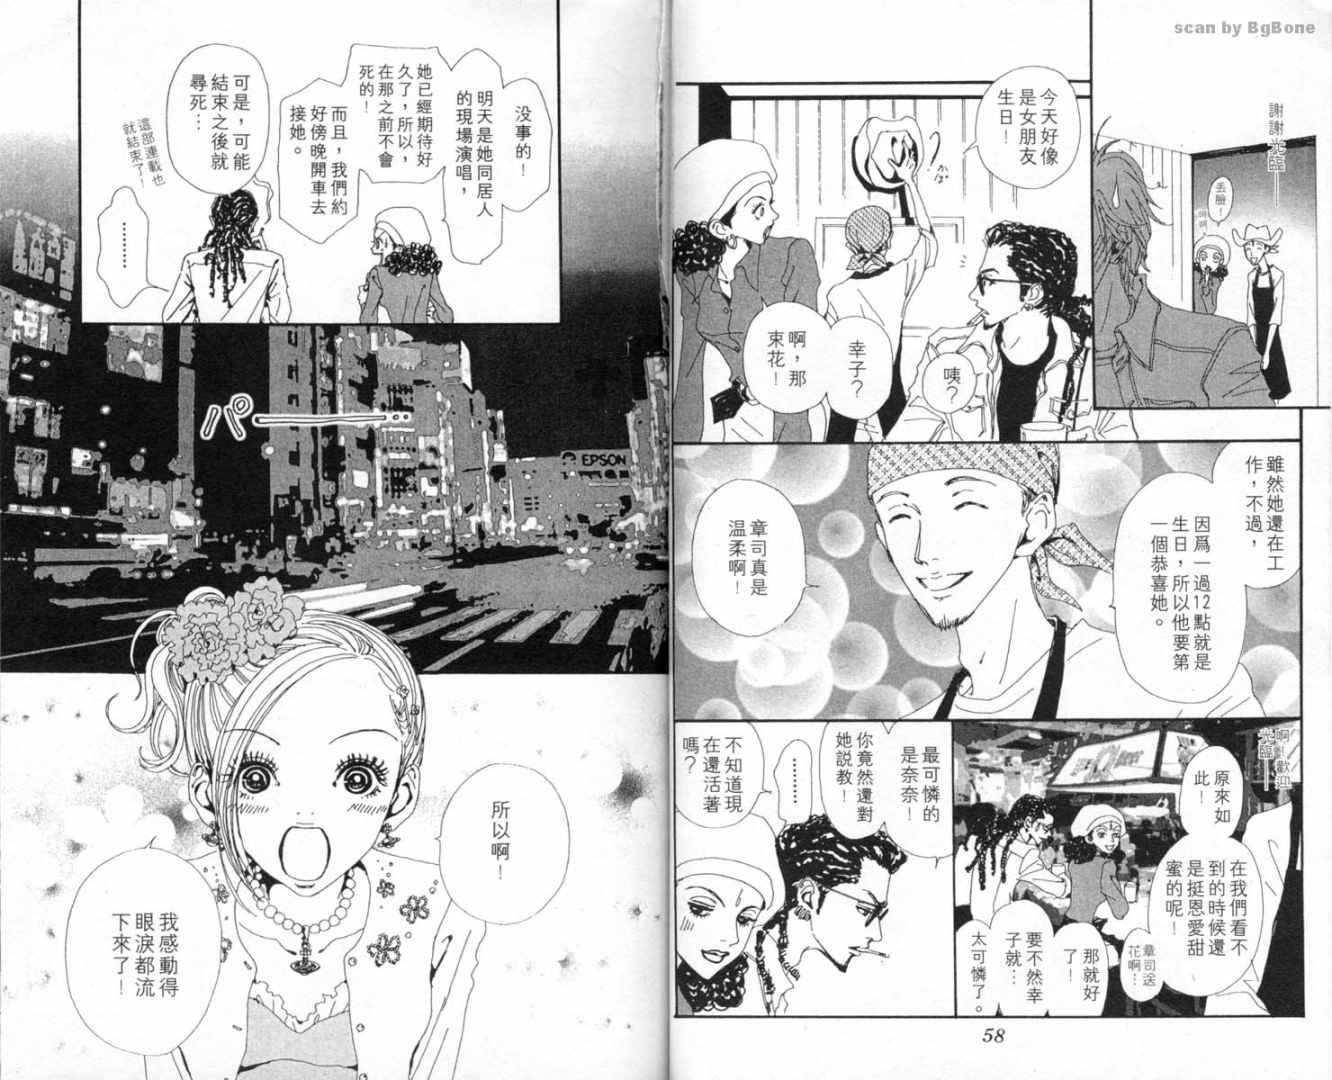 scan by BgBone
謝謝光臨——
丟臉！
呵呵
今天好像
是女朋友
生日！
幸子？
咦？
啊，那
束花！
雖然她還在工
作，不過，
因爲一過12點就是
生日，所以他要第
一個恭喜她。
章司真是
温柔啊！
啊歡迎
光臨——
原來如
此！
在我們看不
到的時候還
是挺恩愛甜
蜜的呢！
章司送
花啊…
那就好
了！
要不然幸
子就…
太可憐了。
最可憐的
是奈奈！
你竟然還對
她説教！
………
不知道現
在還活著
嗎？
58
没事的！
明天是她同居人
的現場演唱，
她已經期待好
久了，所以，
在那之前不會
死的！
而且，我們約
好傍晚開車去
接她。
可是，可能
結束之後就
尋死…
這部連載也
就結束了！
………
パ——…
EPSON
所以啊！
我感動得
眼淚都流
下來了！